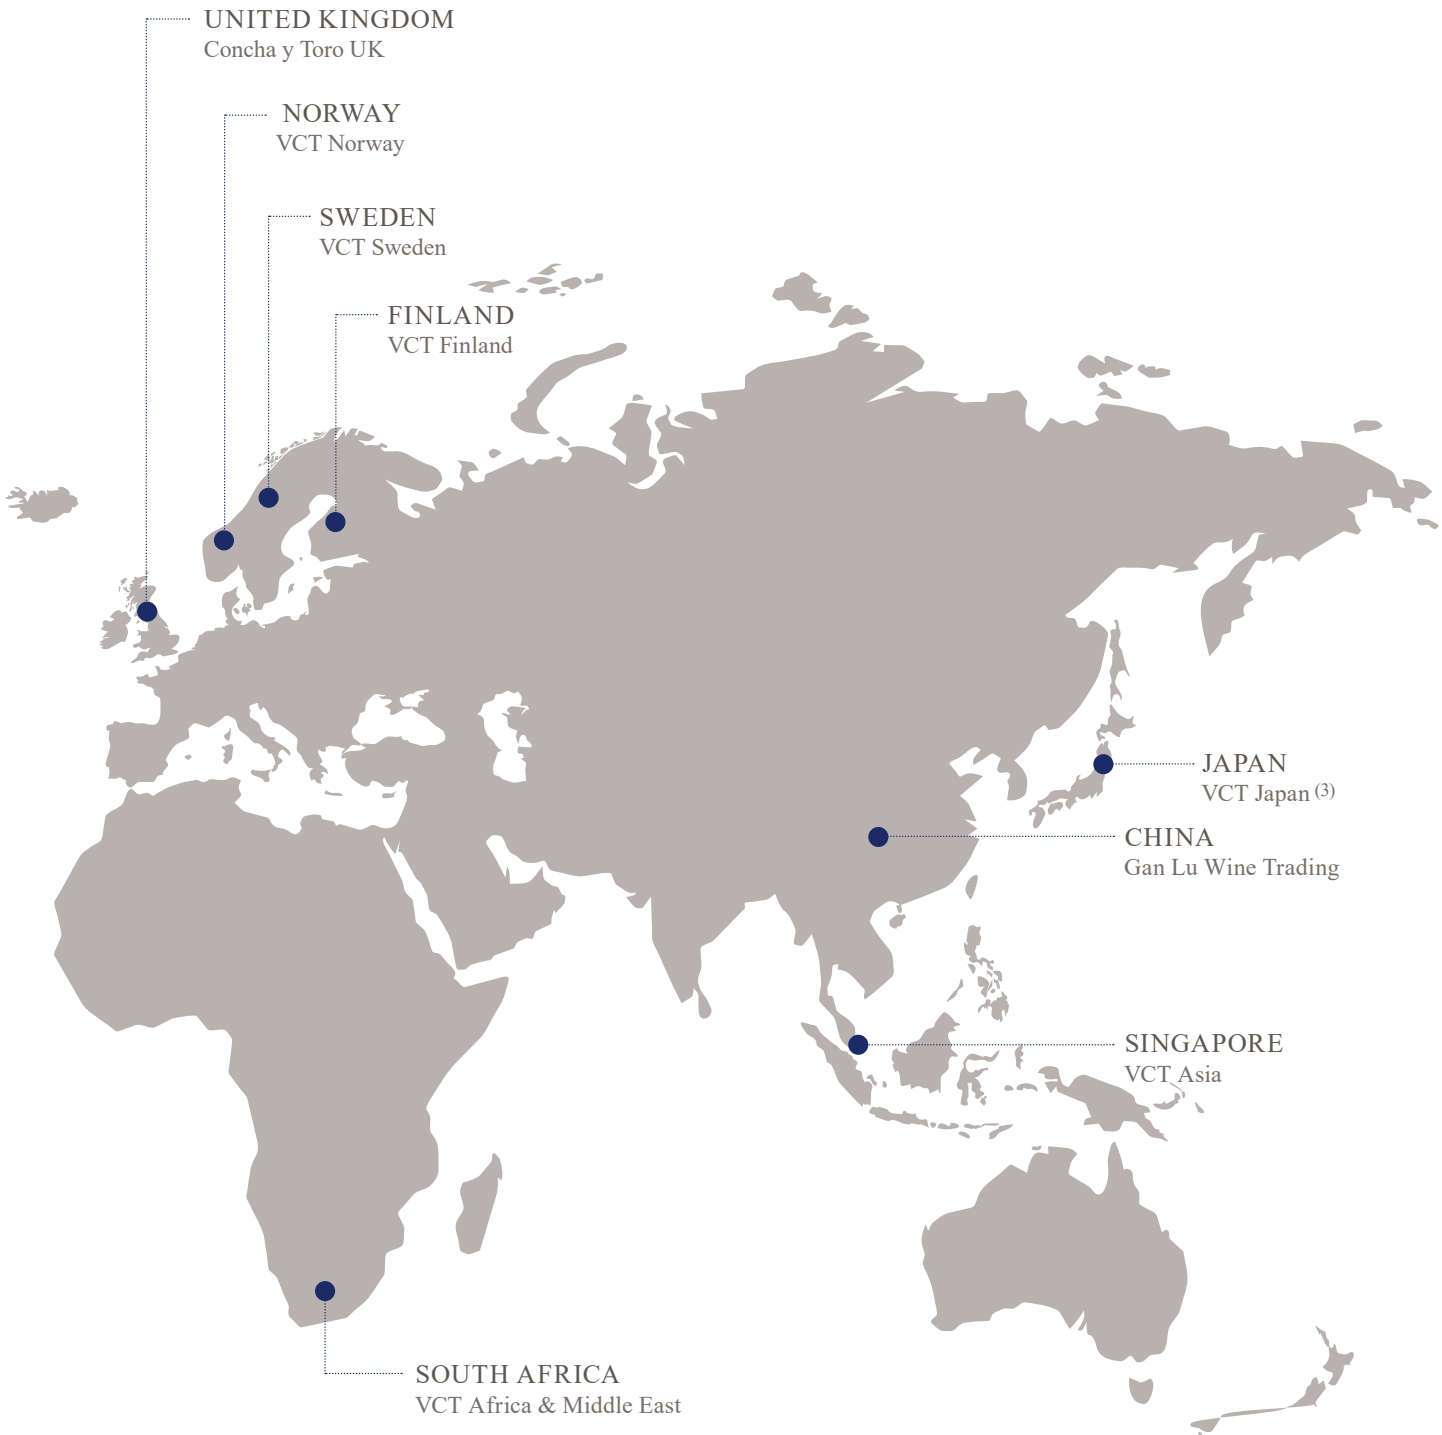 UNITED KINGDOM
Concha y Toro UK
NORWAY
VCT Norway
SWEDEN
VCT Sweden
FINLAND
VCT Finland
JAPAN
VCT Japan (3)
CHINA
Gan Lu Wine Trading
SINGAPORE
VCT Asia
SOUTH AFRICA
VCT Africa & Middle East